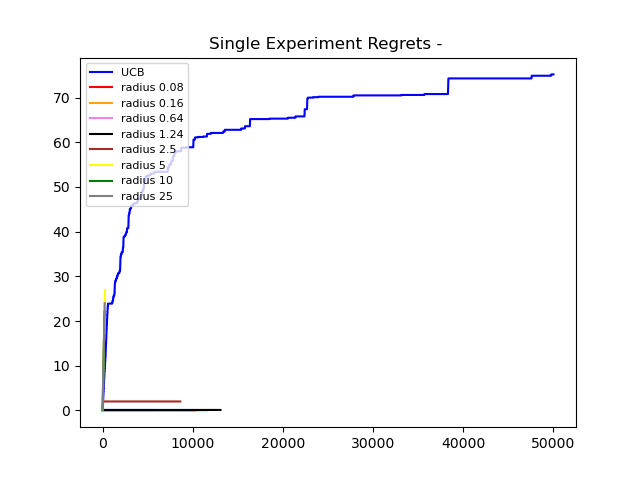 Single Experiment Regrets -
UCB
radius 0.08
radius 0.16
radius 0.64
radius 1.24
radius 2.5
radius 5
radius 10
radius 25
70
60
50
40
30
20
10
0
0 10000 20000 30000 40000 50000